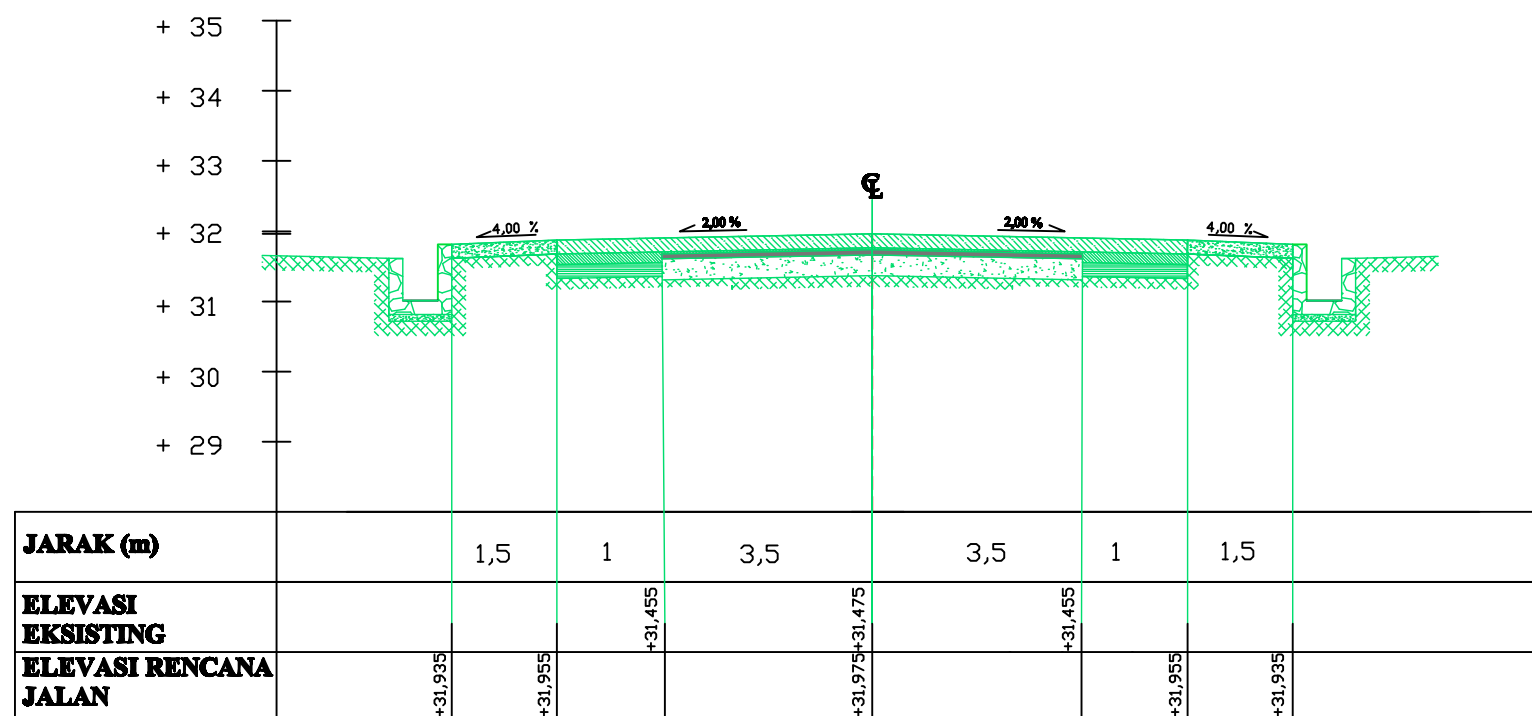 + 35
+ 34
+ 33
+ 32
+ 31
+ 30
+ 29
CL
4,00 %
2,00 %
2,00 %
4,00 %
JARAK (m)
1,5 1 3,5 3,5 1 1,5
ELEVASI
EKSISTING
+31,455 +31,475 +31,455
ELEVASI RENCANA
JALAN
+31,935 +31,955 +31,975 +31,955 +31,935